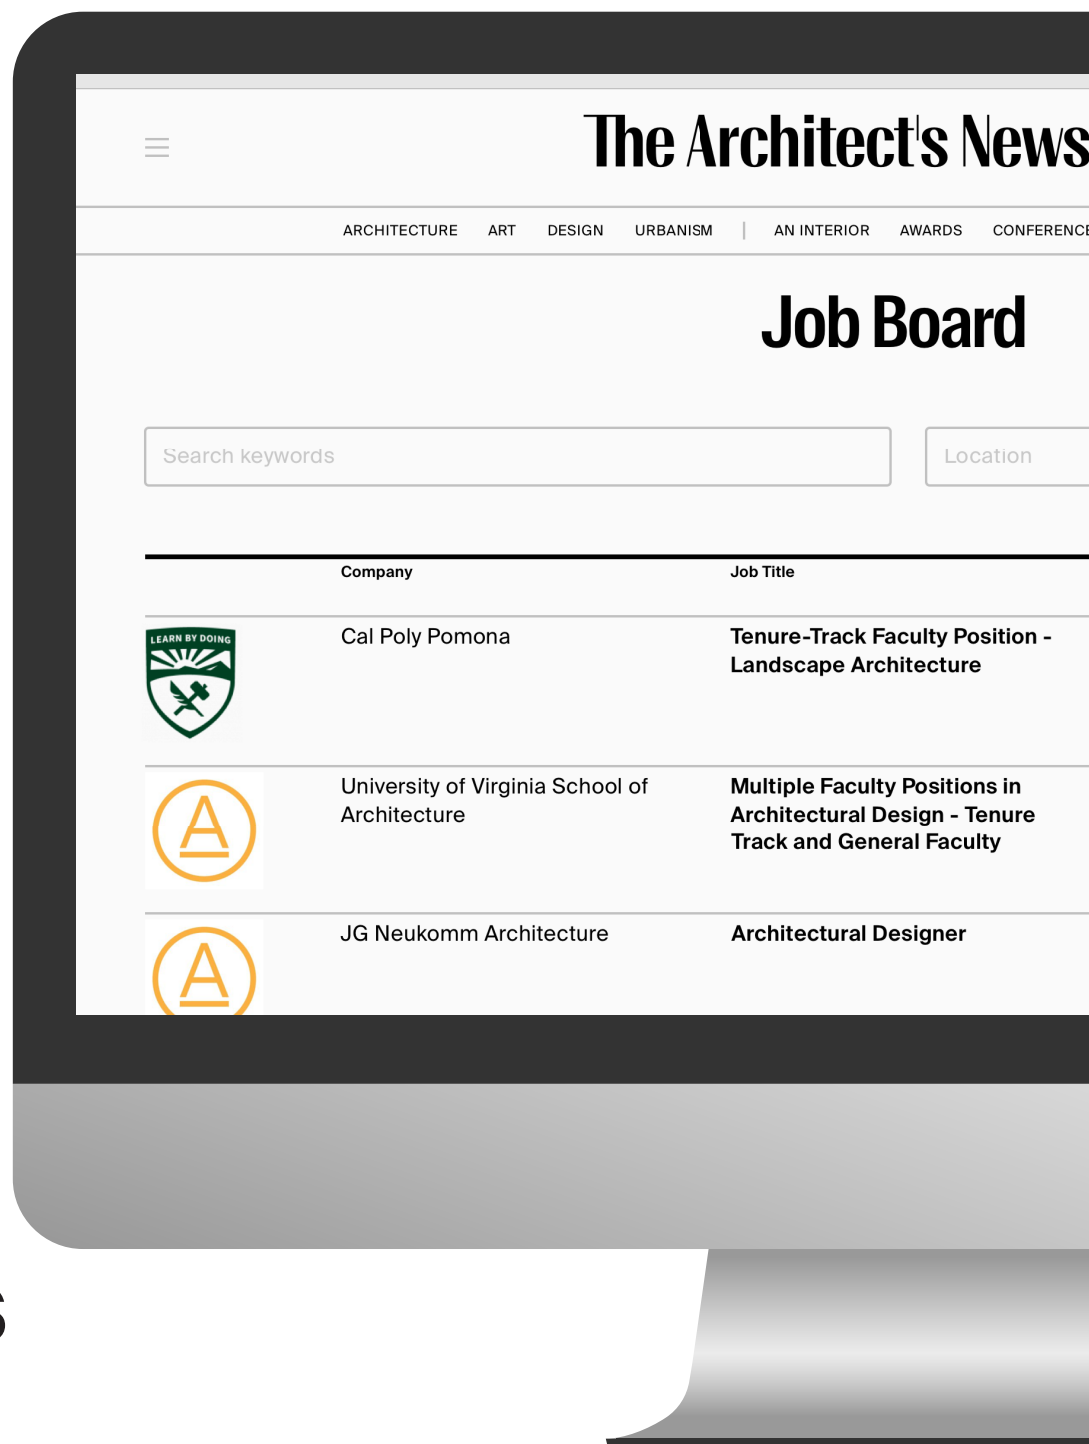 The Architect's News
ARCHITECTURE ART DESIGN URBANISM | AN INTERIOR AWARDS CONFERENCE
Job Board
Search keywords Location
Company Job Title
LEARN BY DOING
Cal Poly Pomona
Tenure-Track Faculty Position -
Landscape Architecture
A
University of Virginia School of
Architecture
Multiple Faculty Positions in
Architectural Design - Tenure
Track and General Faculty
A
JG Neukomm Architecture
Architectural Designer